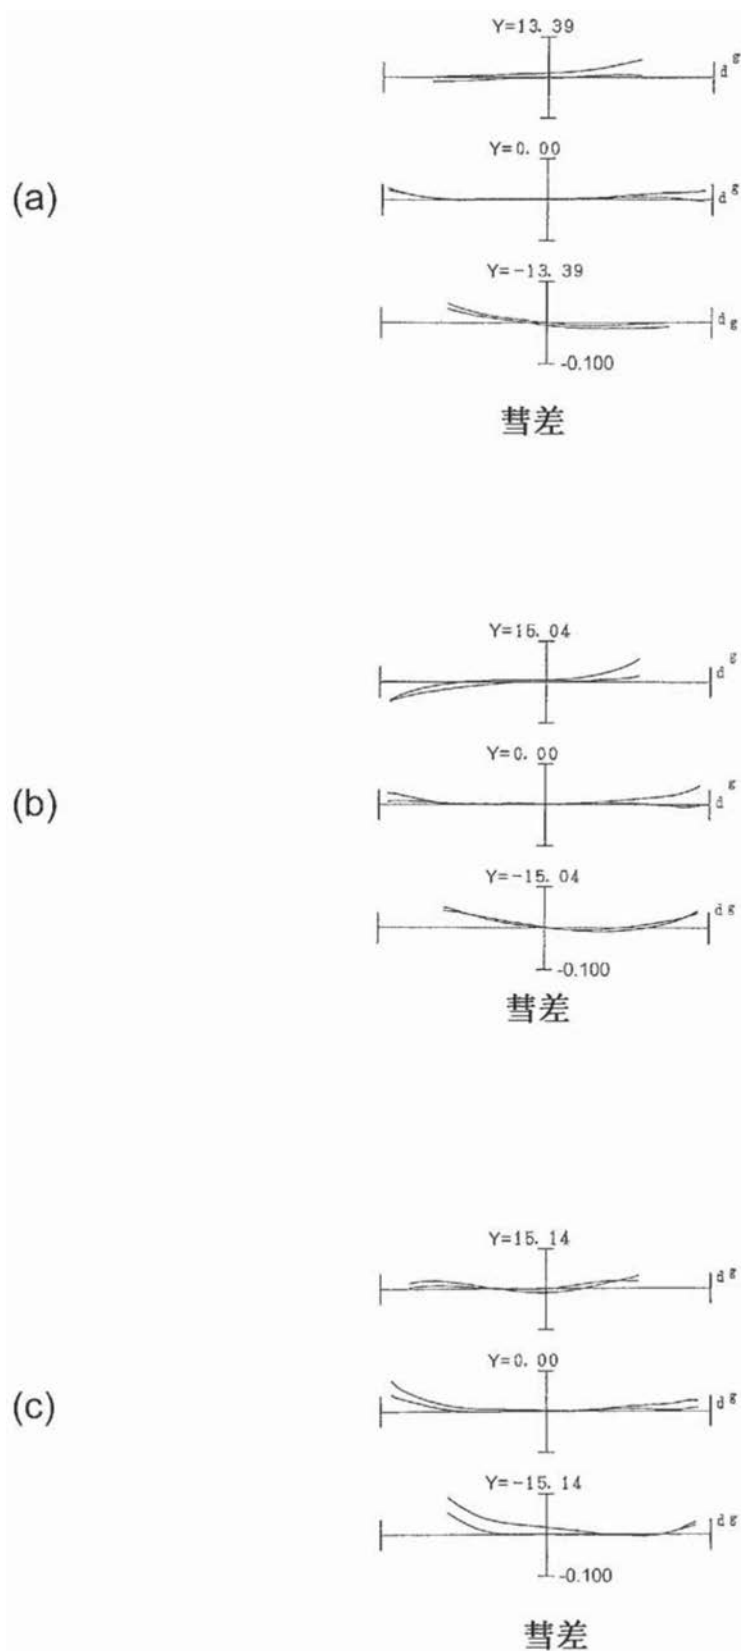 Y=13.39
d g
(a)
Y=0.00
d g
Y=-13.39
d g
-0.100
彗差
Y=15.04
d g
(b)
Y=0.00
d g
Y=-15.04
d g
-0.100
彗差
Y=15.14
d g
(c)
Y=0.00
d g
Y=-15.14
d g
-0.100
彗差